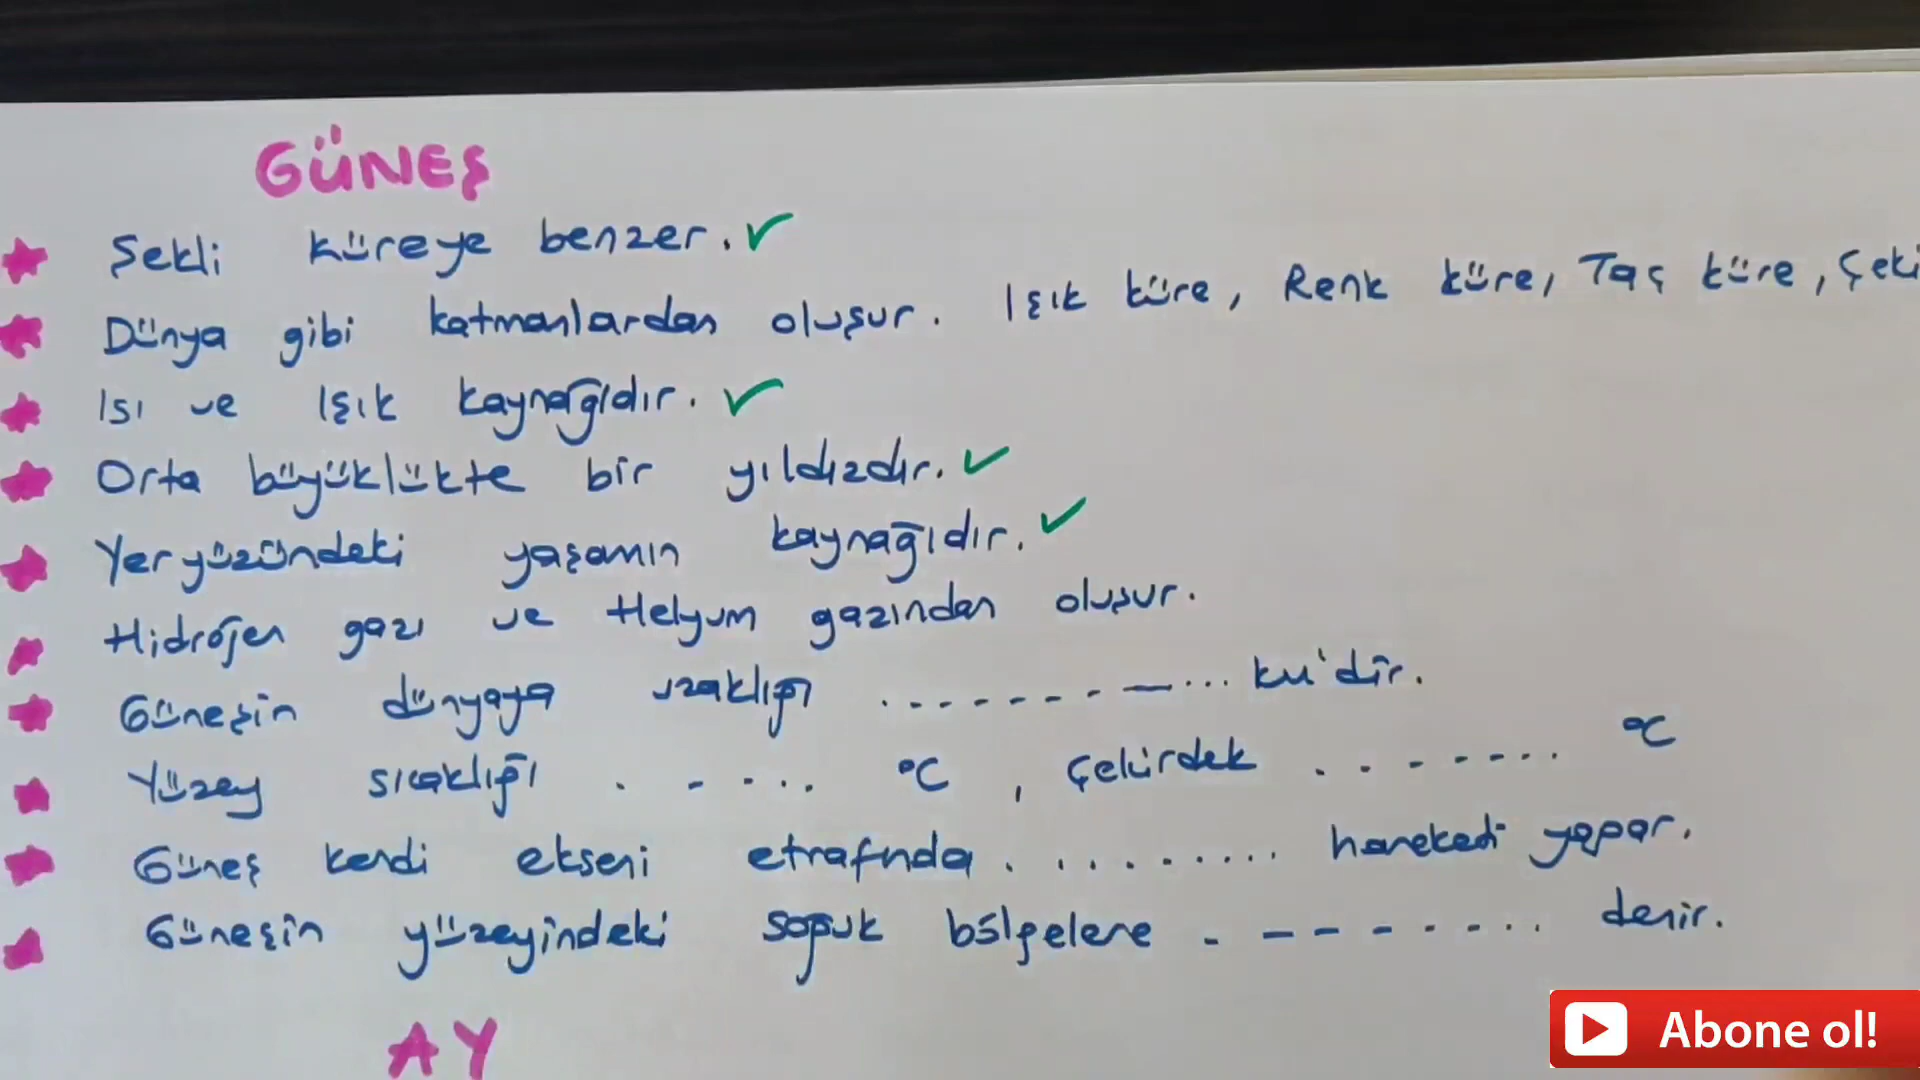 GÜNEŞ
Şekli küreye benzer. ✓
Dünya gibi katmanlardan oluşur. Işık küre, Renk küre, Taç küre, Çeki
Isı ve Işık kaynağıdır. ✓
Orta büyüklükte bir yıldızdır. ✓
Yeryüzündeki yaşamın kaynağıdır. ✓
Hidrojen gazı ve Helyum gazından oluşur.
Güneşin dünyaya uzaklığı .......... km'dir.
Yüzey sıcaklığı ..... °C , Çekirdek ........ °C
Güneş kendi ekseni etrafında ......... hareketi yapar.
Güneşin yüzeyindeki soğuk bölgelere ......... denir.
AY
Abone ol!